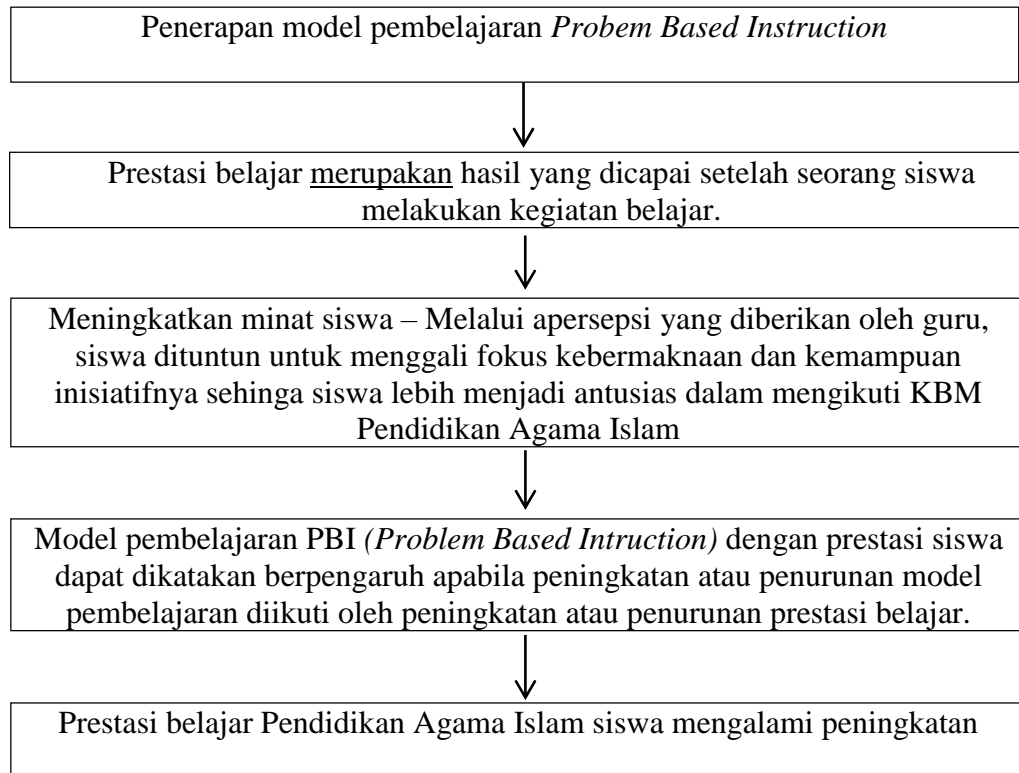 Penerapan model pembelajaran Probem Based Instruction
Prestasi belajar merupakan hasil yang dicapai setelah seorang siswa
melakukan kegiatan belajar.
Meningkatkan minat siswa – Melalui apersepsi yang diberikan oleh guru,
siswa dituntun untuk menggali fokus kebermaknaan dan kemampuan
inisiatifnya sehinga siswa lebih menjadi antusias dalam mengikuti KBM
Pendidikan Agama Islam
Model pembelajaran PBI (Problem Based Intruction) dengan prestasi siswa
dapat dikatakan berpengaruh apabila peningkatan atau penurunan model
pembelajaran diikuti oleh peningkatan atau penurunan prestasi belajar.
Prestasi belajar Pendidikan Agama Islam siswa mengalami peningkatan